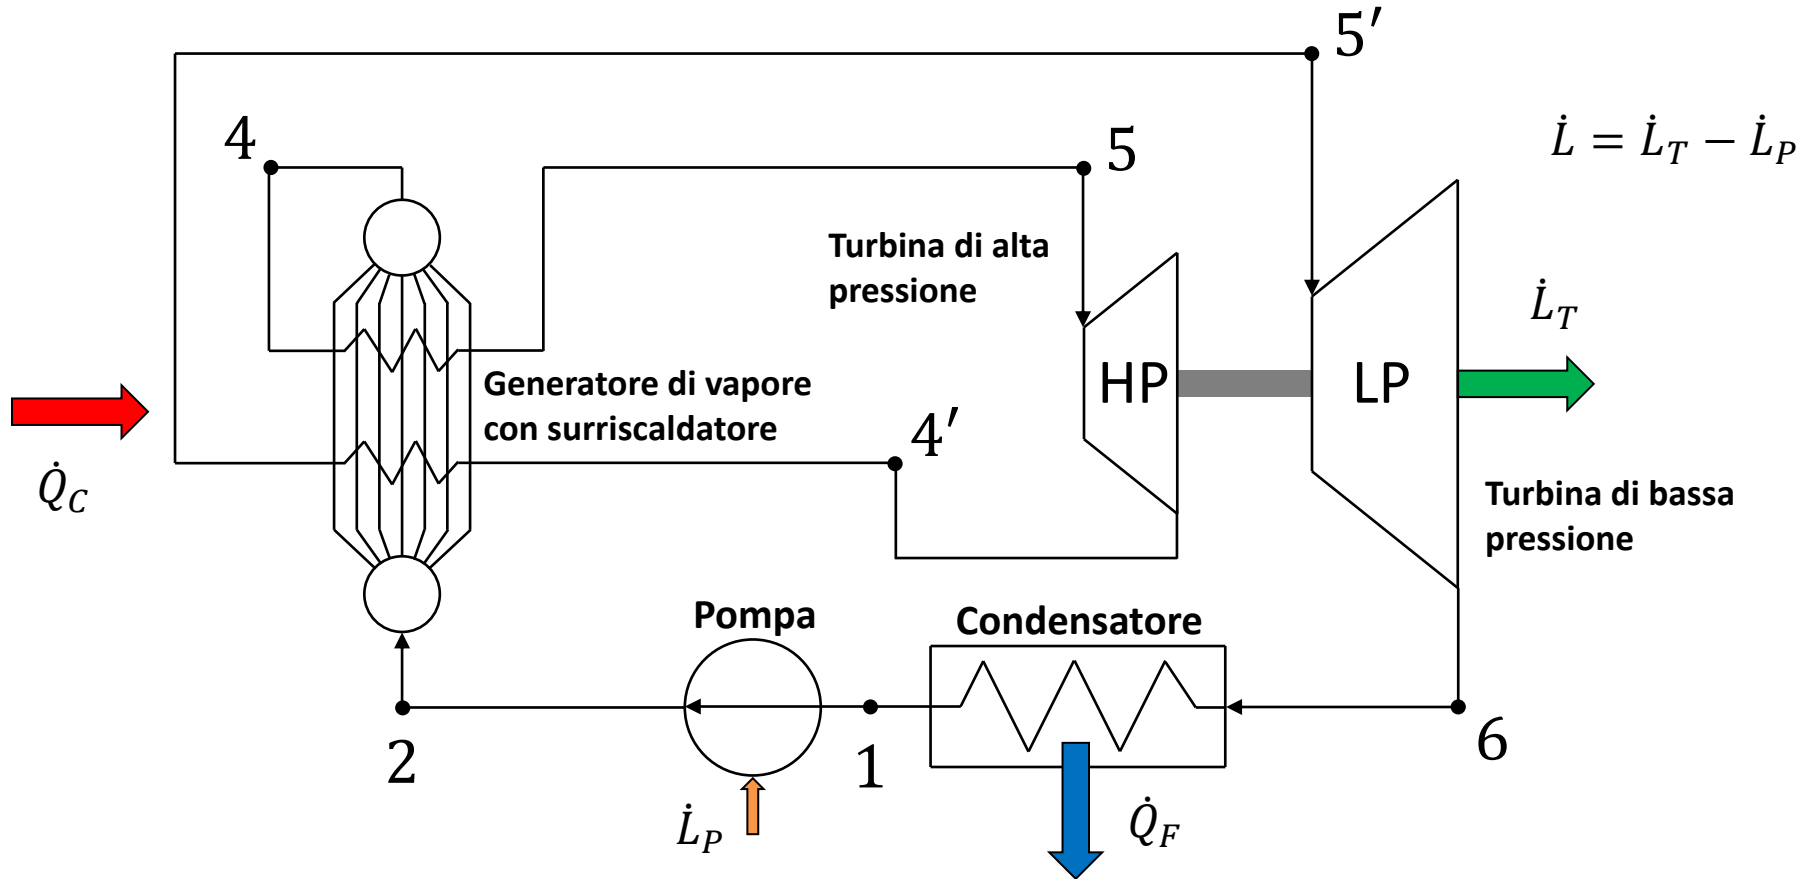 5′
4
5
L̇ = L̇_T − L̇_P
Turbina di alta
pressione
L̇_T
HP
LP
Generatore di vapore
con surriscaldatore
4′
Q̇_C
Turbina di bassa
pressione
Pompa
Condensatore
2
1
6
L̇_P
Q̇_F